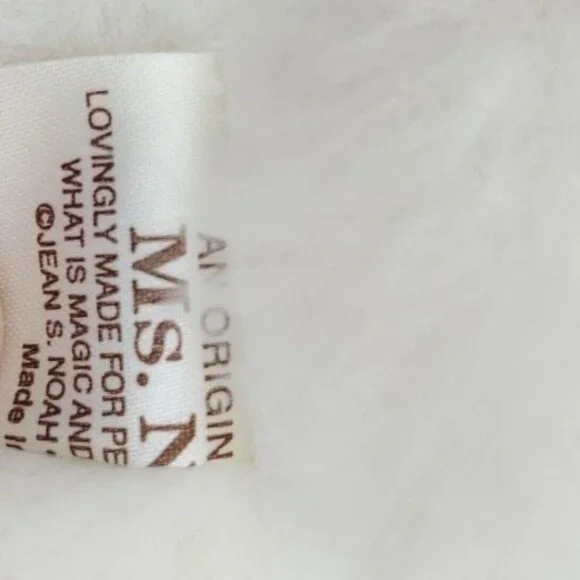 AN ORIGIN
Ms. N
LOVINGLY MADE FOR PE
WHAT IS MAGIC AND
©JEAN S. NOAH
Made I